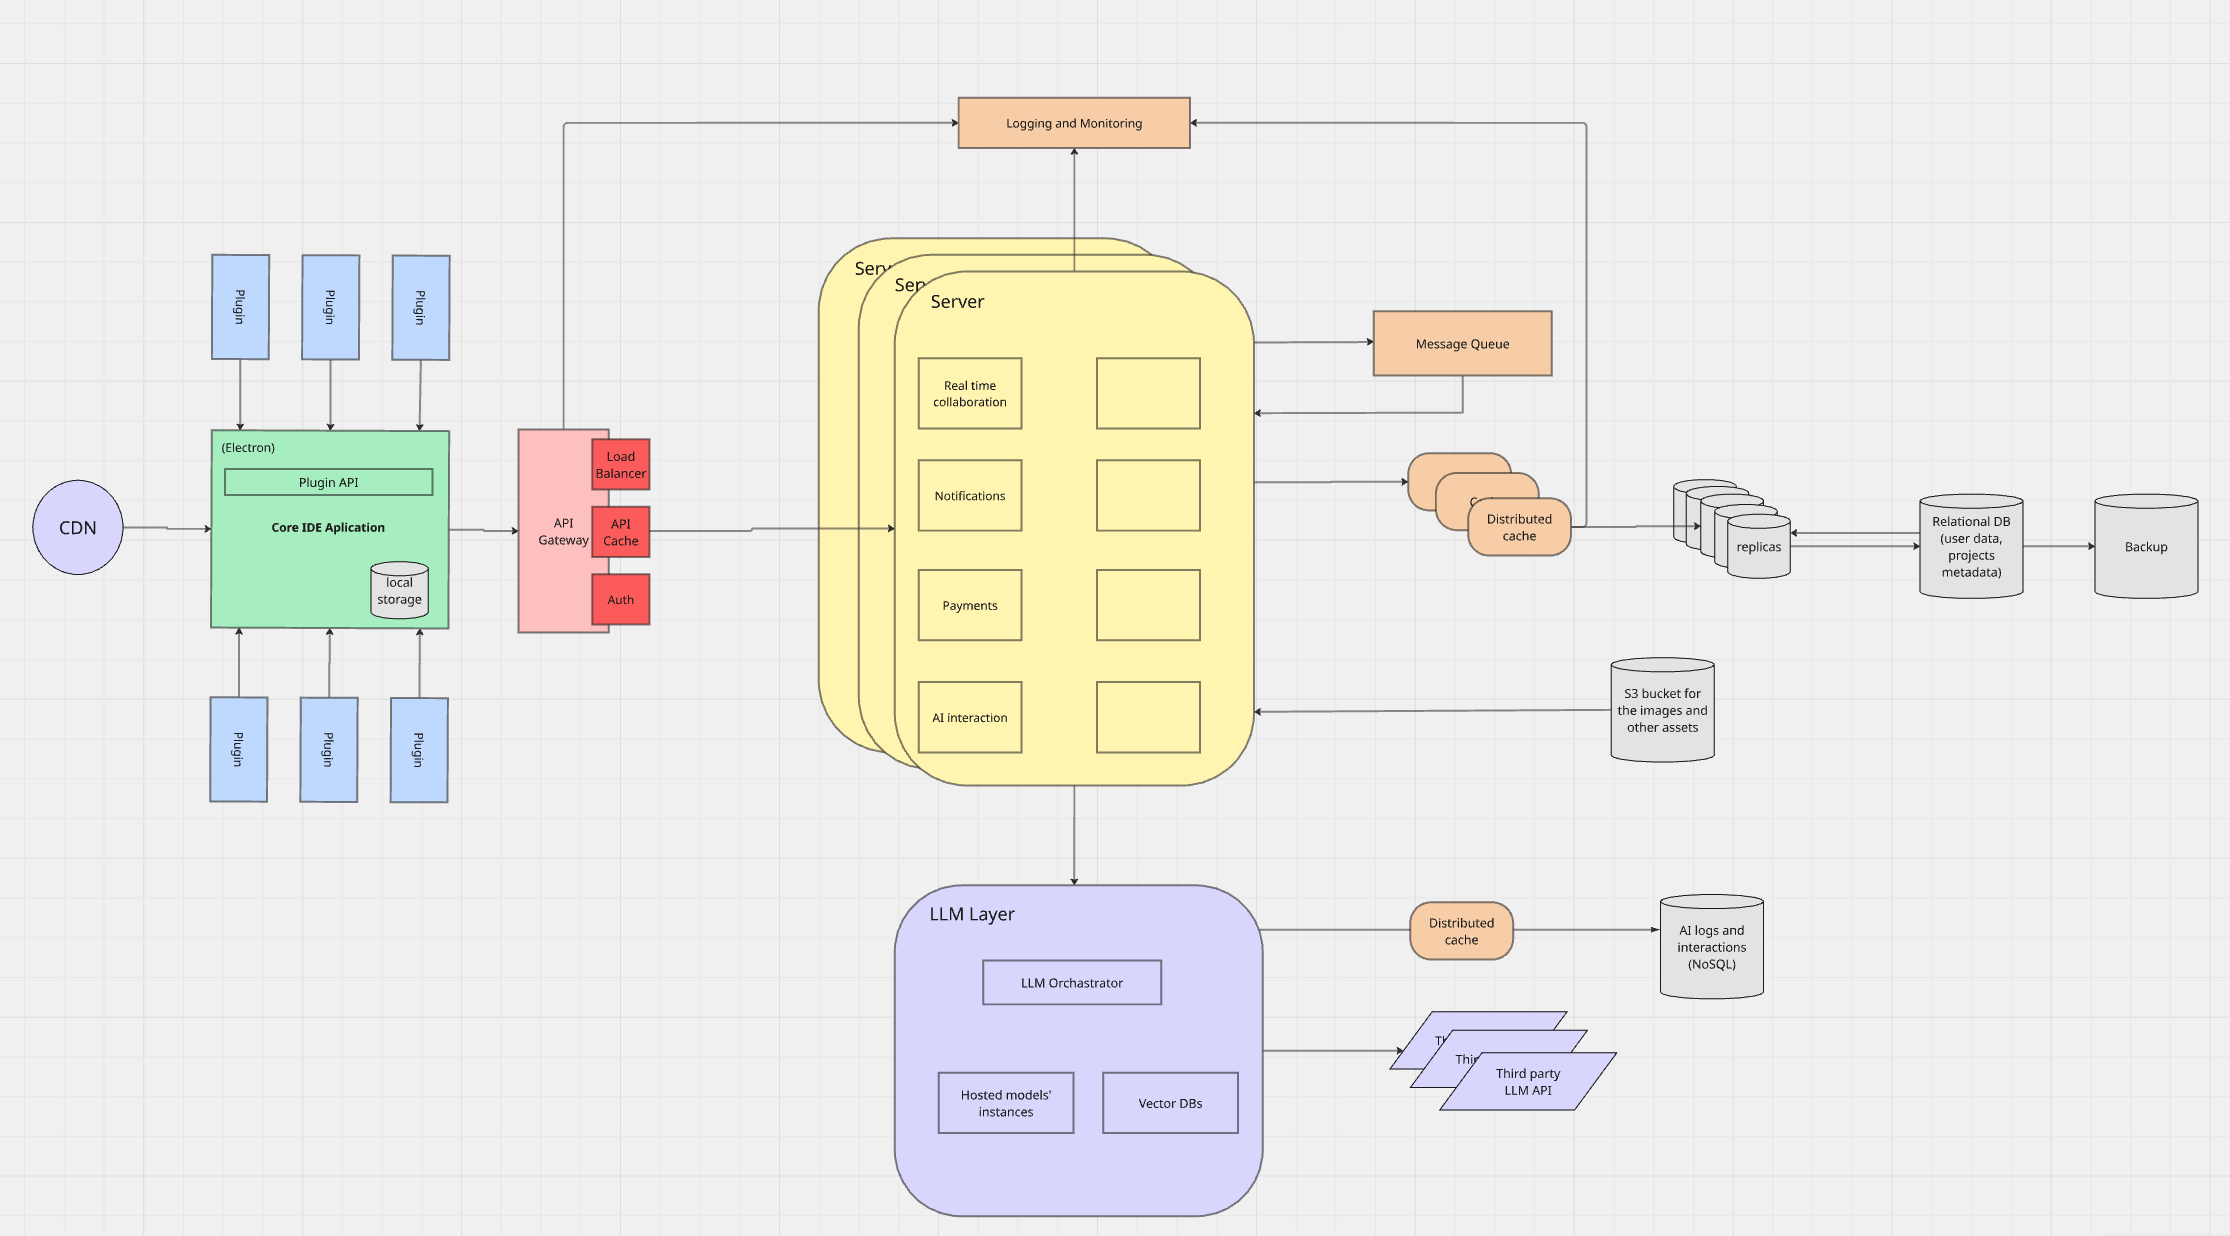 Logging and Monitoring
Plugin
Plugin
Plugin
Serv
Ser
Server
Message Queue
Real time
collaboration
(Electron)
Plugin API
Core IDE Aplication
local
storage
CDN
API
Gateway
Load
Balancer
API
Cache
Auth
Notifications
Payments
AI interaction
Distributed
cache
replicas
Relational DB
(user data,
projects
metadata)
Backup
S3 bucket for
the images and
other assets
Plugin
Plugin
Plugin
LLM Layer
LLM Orchastrator
Hosted models'
instances
Vector DBs
Distributed
cache
AI logs and
interactions
(NoSQL)
Th
Thir
Third party
LLM API